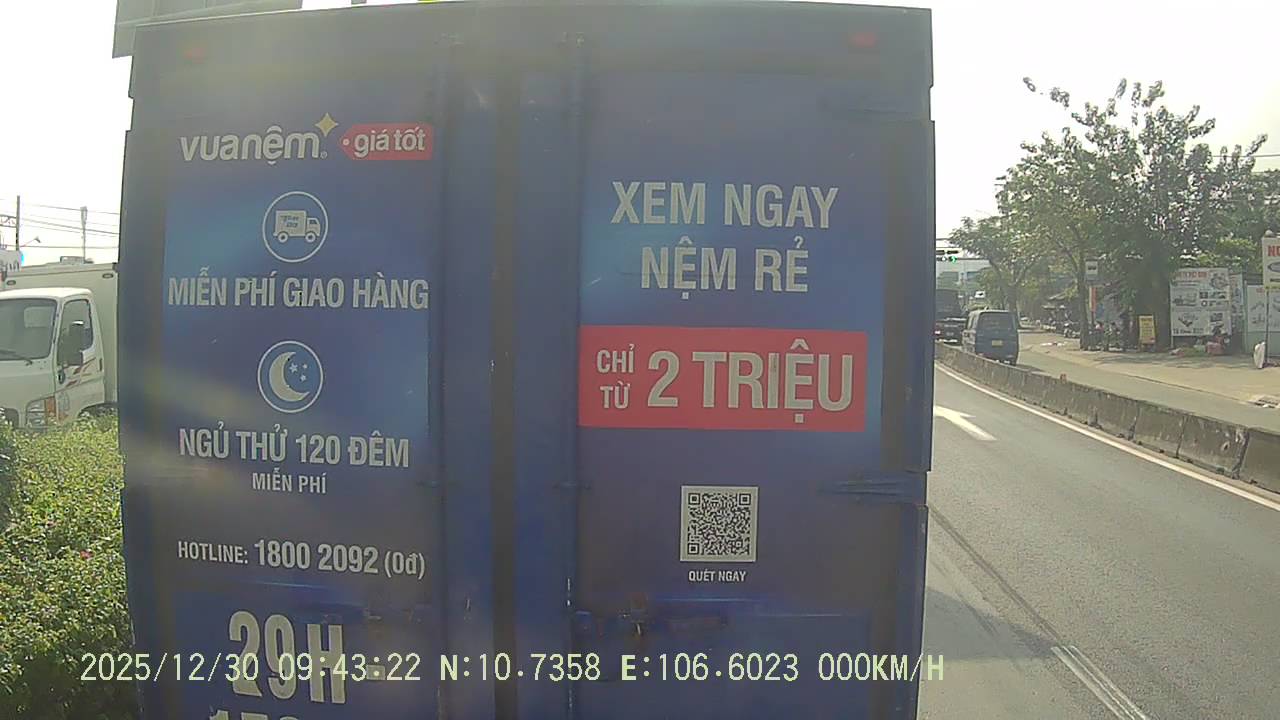 vuanệm
giá tốt
MIỄN PHÍ GIAO HÀNG
NGỦ THỬ 120 ĐÊM
MIỄN PHÍ
HOTLINE: 1800 2092 (0đ)
29H
XEM NGAY
NỆM RẺ
CHỈ TỪ 2 TRIỆU
QUÉT NGAY
2025/12/30 09:43:22 N:10.7358 E:106.6023 000KM/H